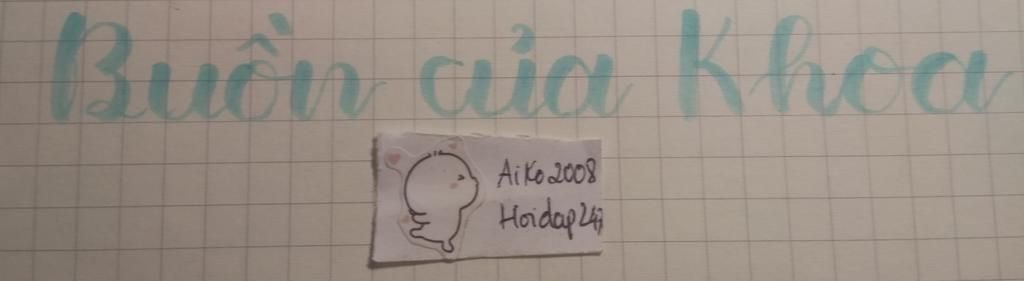 Buồn của Khoa
Aiko2008
Hoidap247